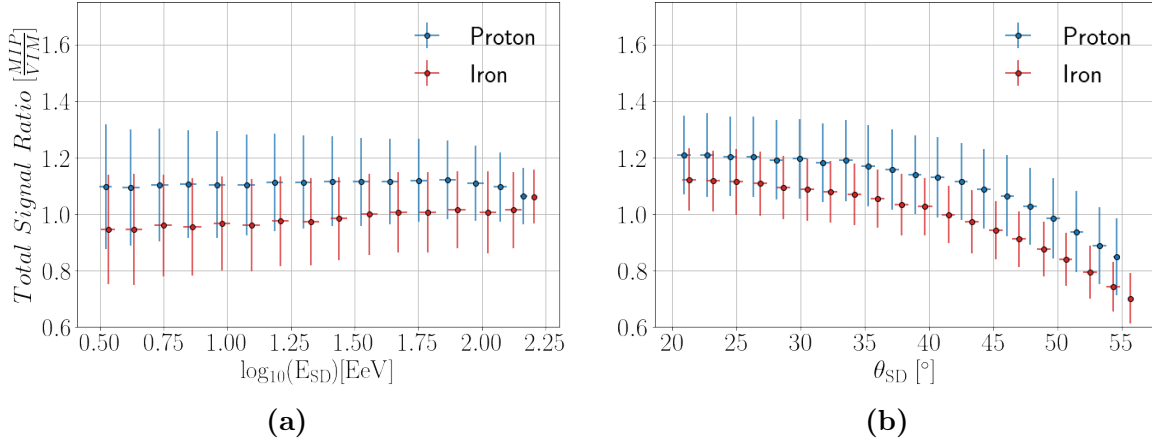 Total Signal Ratio [MIP/VIM]
1.6
1.4
1.2
1.0
0.8
0.6
Proton
Iron
0.50 0.75 1.00 1.25 1.50 1.75 2.00 2.25
log10(E_SD)[EeV]
(a)
1.6
1.4
1.2
1.0
0.8
0.6
Proton
Iron
20 25 30 35 40 45 50 55
θ_SD [°]
(b)